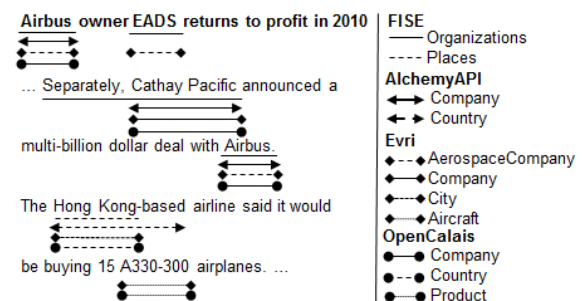 Airbus owner EADS returns to profit in 2010
... Separately, Cathay Pacific announced a
multi-billion dollar deal with Airbus.
The Hong Kong-based airline said it would
be buying 15 A330-300 airplanes. ...
FISE
Organizations
Places
AlchemyAPI
Company
Country
Evri
AerospaceCompany
Company
City
Aircraft
OpenCalais
Company
Country
Product